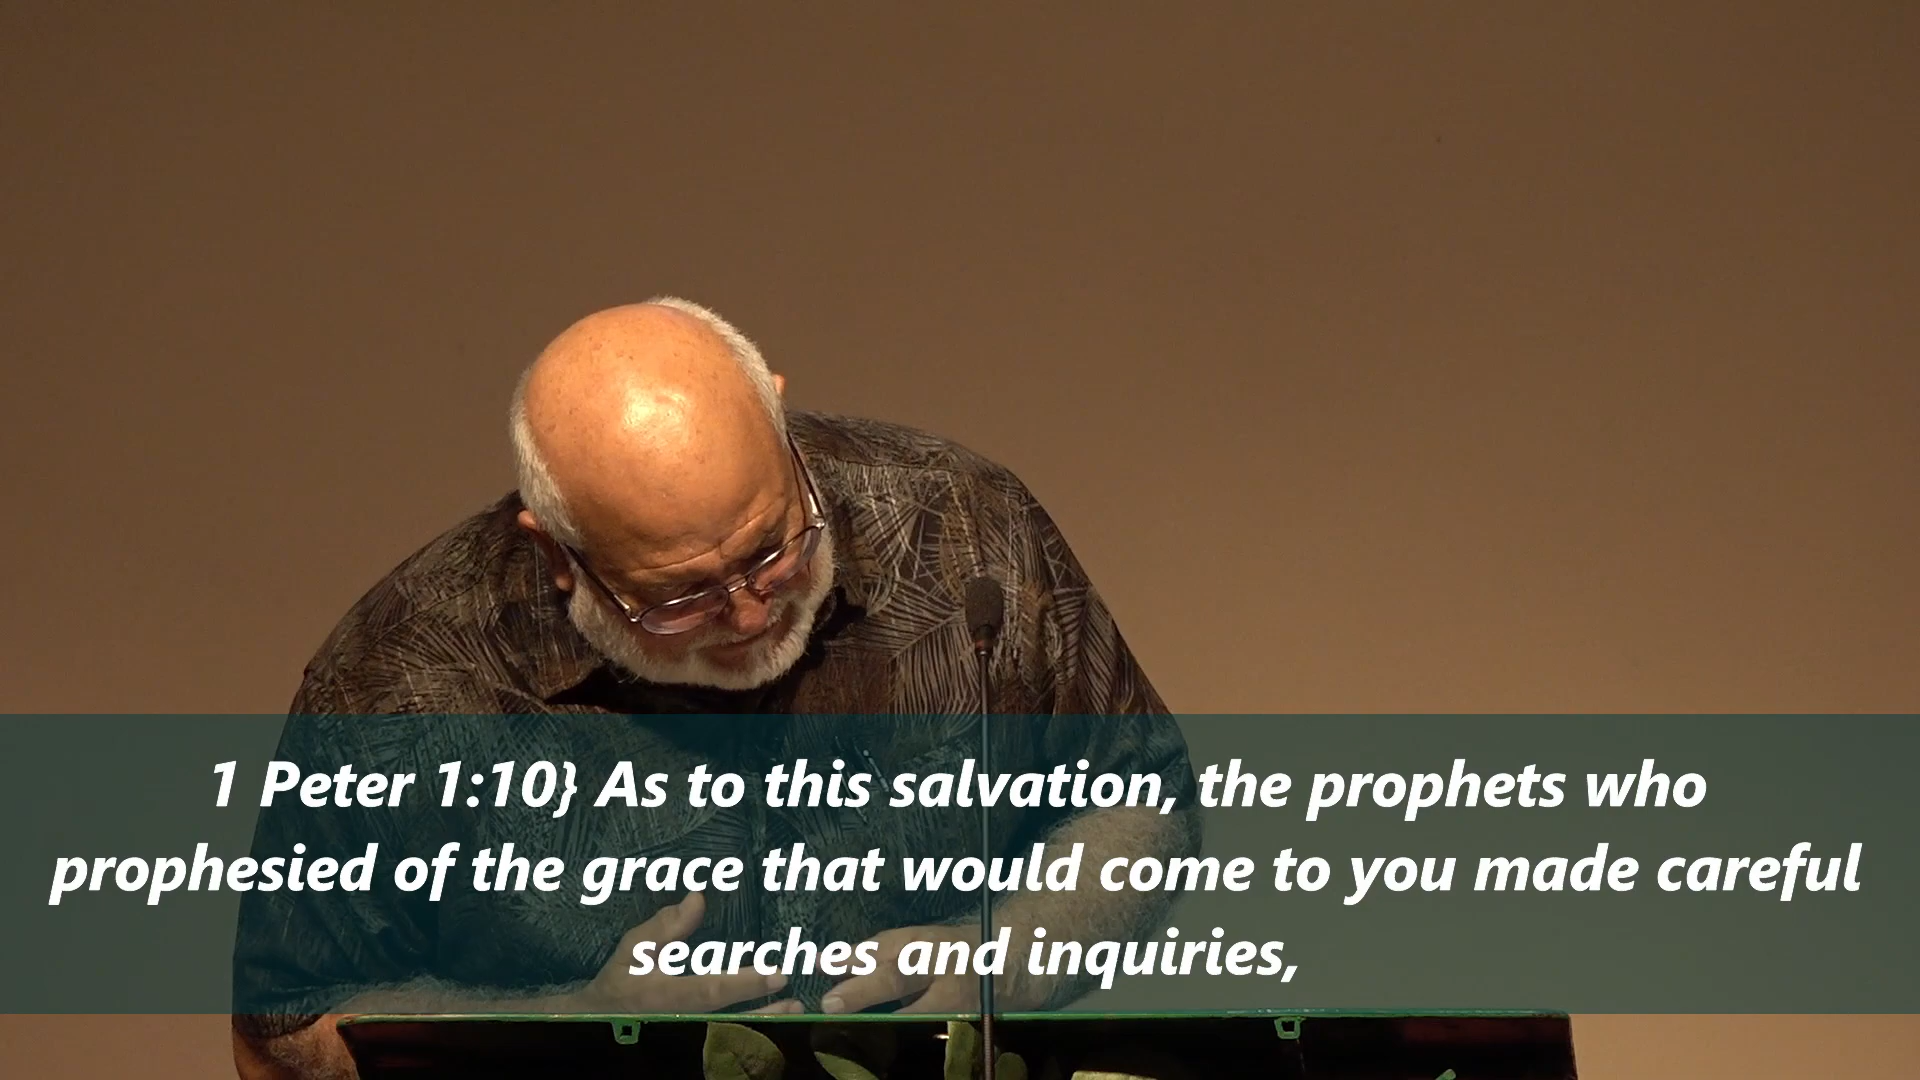 1 Peter 1:10} As to this salvation, the prophets who
prophesied of the grace that would come to you made careful
searches and inquiries,